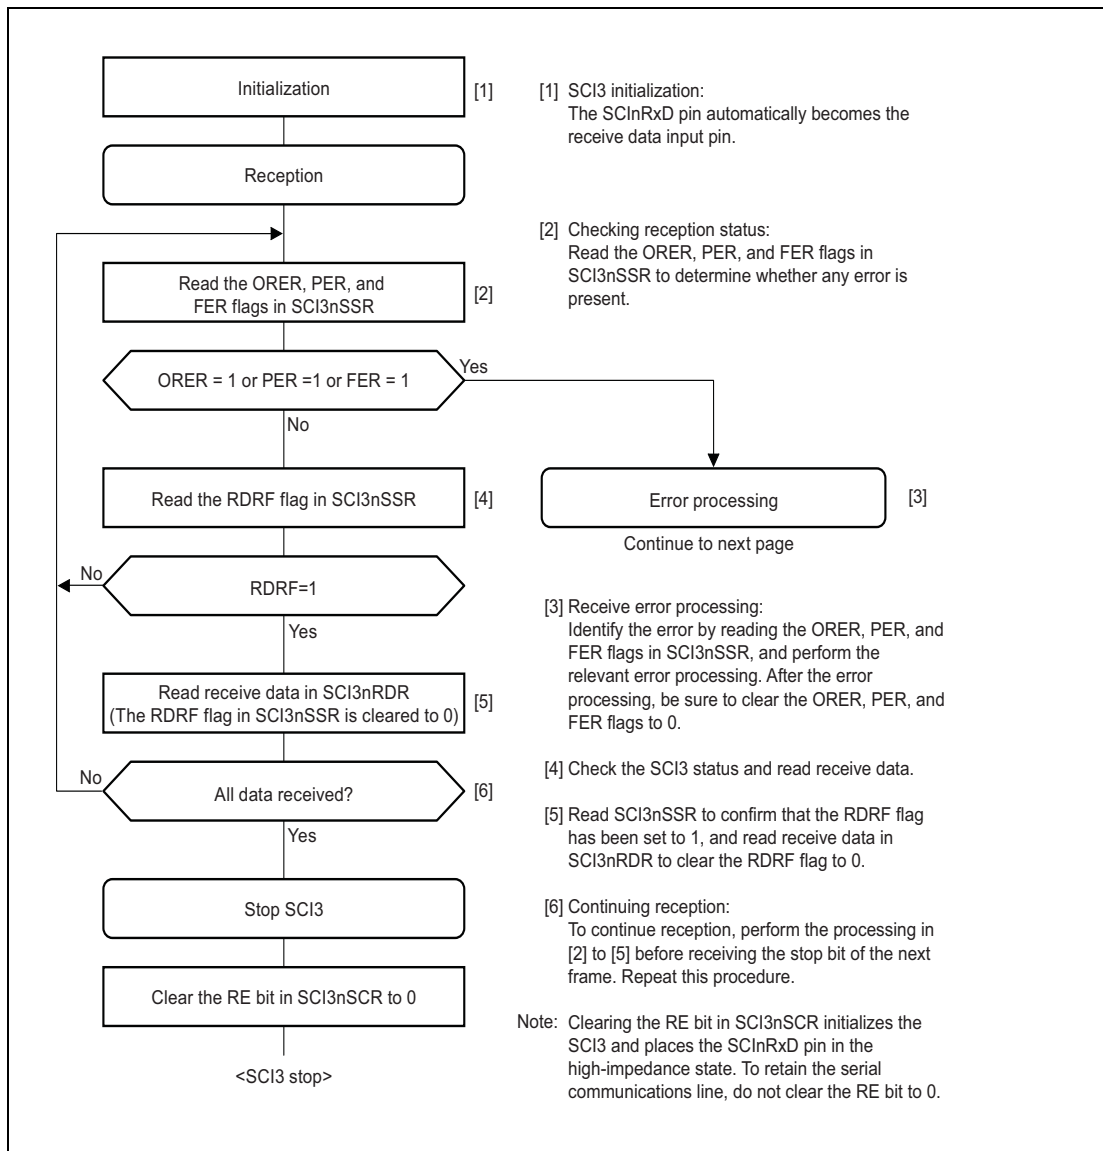 Initialization
[1]
[1] SCI3 initialization:
The SCInRxD pin automatically becomes the
receive data input pin.
Reception
[2] Checking reception status:
Read the ORER, PER, and FER flags in
SCI3nSSR to determine whether any error is
present.
Read the ORER, PER, and
FER flags in SCI3nSSR
[2]
ORER = 1 or PER =1 or FER = 1
Yes
No
Read the RDRF flag in SCI3nSSR
[4]
Error processing
[3]
Continue to next page
No
RDRF=1
Yes
[3] Receive error processing:
Identify the error by reading the ORER, PER, and
FER flags in SCI3nSSR, and perform the
relevant error processing. After the error
processing, be sure to clear the ORER, PER, and
FER flags to 0.
Read receive data in SCI3nRDR
(The RDRF flag in SCI3nSSR is cleared to 0)
[5]
No
All data received?
[6]
Yes
[4] Check the SCI3 status and read receive data.
[5] Read SCI3nSSR to confirm that the RDRF flag
has been set to 1, and read receive data in
SCI3nRDR to clear the RDRF flag to 0.
Stop SCI3
[6] Continuing reception:
To continue reception, perform the processing in
[2] to [5] before receiving the stop bit of the next
frame. Repeat this procedure.
Clear the RE bit in SCI3nSCR to 0
<SCI3 stop>
Note: Clearing the RE bit in SCI3nSCR initializes the
SCI3 and places the SCInRxD pin in the
high-impedance state. To retain the serial
communications line, do not clear the RE bit to 0.